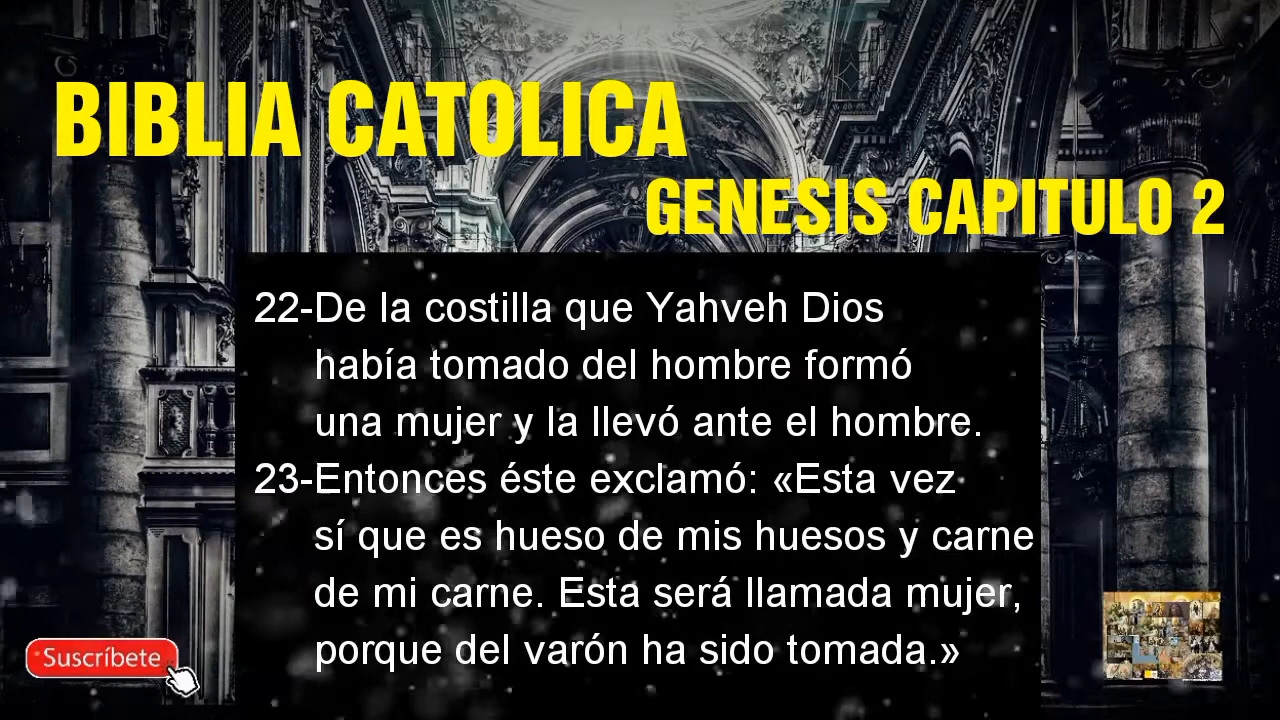 BIBLIA CATOLICA
GENESIS CAPITULO 2
22-De la costilla que Yahveh Dios
había tomado del hombre formó
una mujer y la llevó ante el hombre.
23-Entonces éste exclamó: «Esta vez
sí que es hueso de mis huesos y carne
de mi carne. Esta será llamada mujer,
porque del varón ha sido tomada.»
Suscríbete